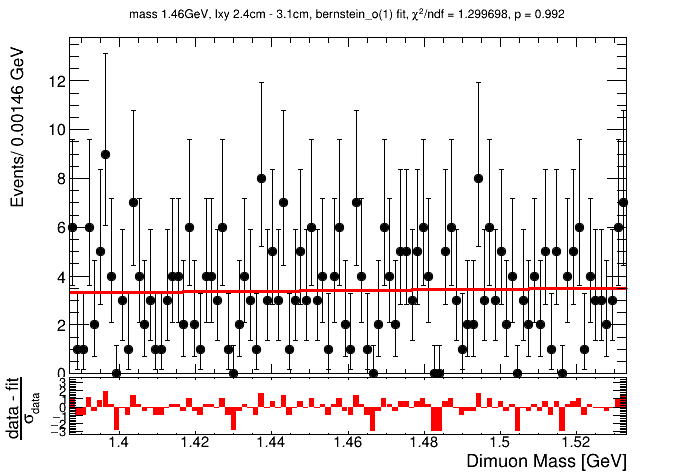 mass 1.46GeV, lxy 2.4cm - 3.1cm, bernstein_o(1) fit, χ²/ndf = 1.299698, p = 0.992
Events/ 0.00146 GeV
12
10
8
6
4
2
0
data - fit
σdata
3
2
1
0
−1
−2
−3
1.4 1.42 1.44 1.46 1.48 1.5 1.52
Dimuon Mass [GeV]